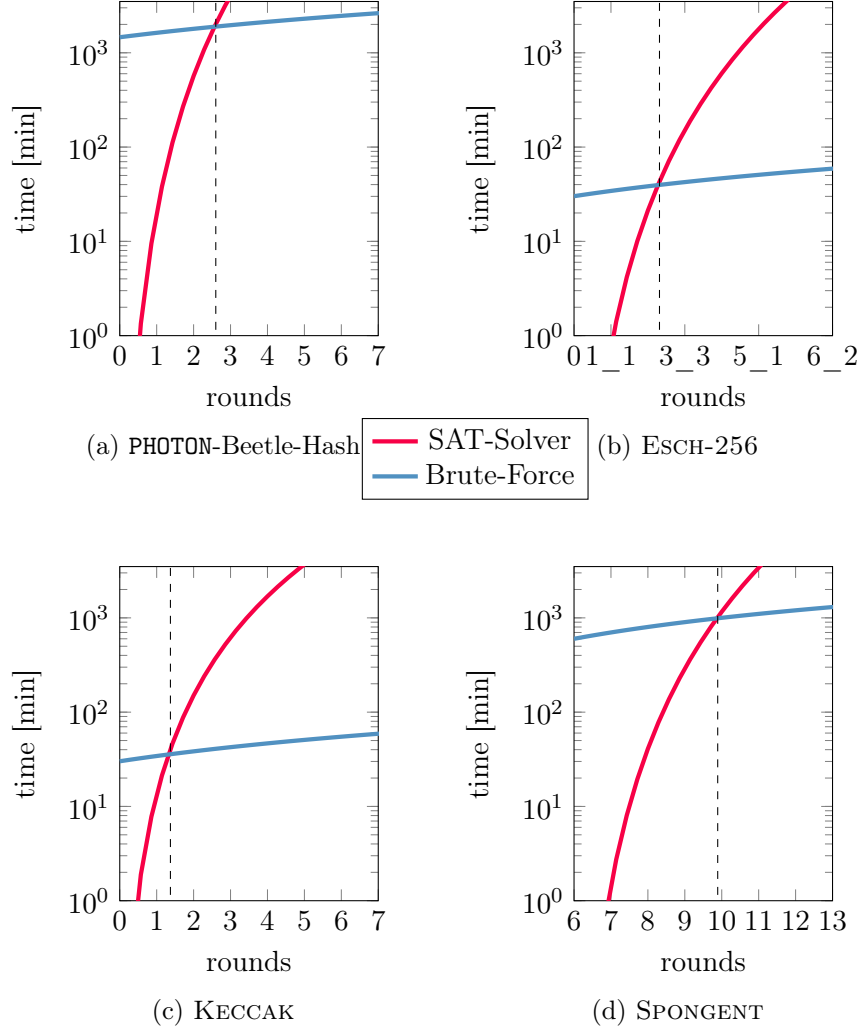 10^3
10^2
10^1
10^0
time [min]
0 1 2 3 4 5 6 7
rounds
(a) PHOTON-Beetle-Hash
10^3
10^2
10^1
10^0
time [min]
0 1_1 3_3 5_1 6_2
rounds
(b) ESCH-256
SAT-Solver
Brute-Force
10^3
10^2
10^1
10^0
time [min]
0 1 2 3 4 5 6 7
rounds
(c) KECCAK
10^3
10^2
10^1
10^0
time [min]
6 7 8 9 10 11 12 13
rounds
(d) SPONGENT